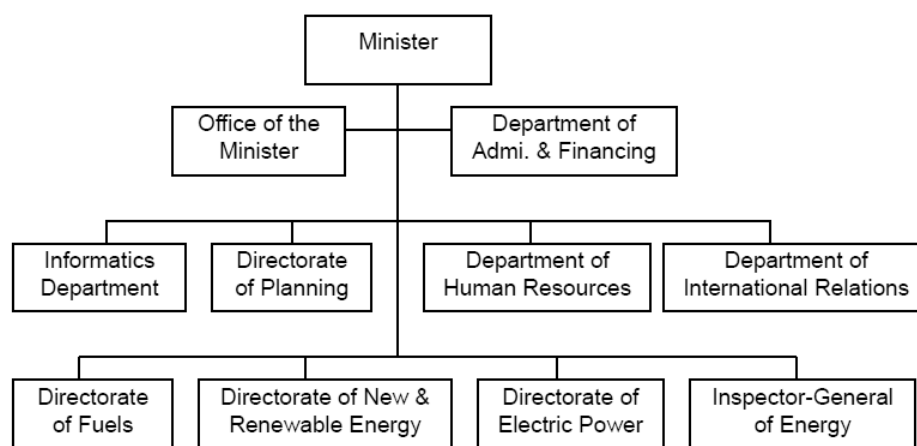 Minister
Office of the
Minister
Department of
Admi. & Financing
Informatics
Department
Directorate
of Planning
Department of
Human Resources
Department of
International Relations
Directorate
of Fuels
Directorate of New &
Renewable Energy
Directorate of
Electric Power
Inspector-General
of Energy